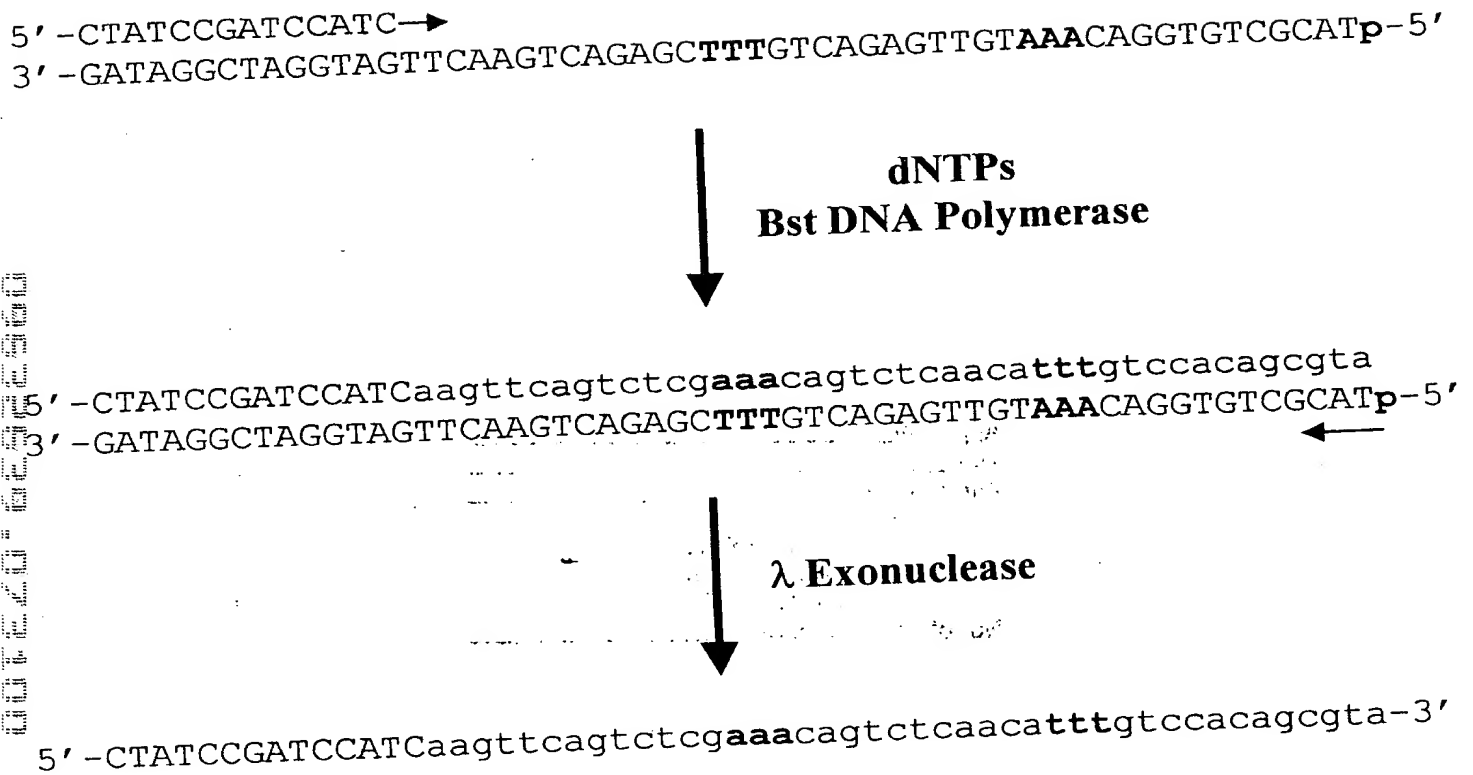 5′-CTATCCGATCCATC→
3′-GATAGGCTAGGTAGTTCAAGTCAGAGCTTTGTCAGAGTTGTAAACAGGTGTCGCATp-5′
dNTPs
Bst DNA Polymerase
5′-CTATCCGATCCATCaagttcagtctcgaaacagtctcaacatttgtccacagcgta
3′-GATAGGCTAGGTAGTTCAAGTCAGAGCTTTGTCAGAGTTGTAAACAGGTGTCGCATp-5′
λ Exonuclease
5′-CTATCCGATCCATCaagttcagtctcgaaacagtctcaacatttgtccacagcgta-3′